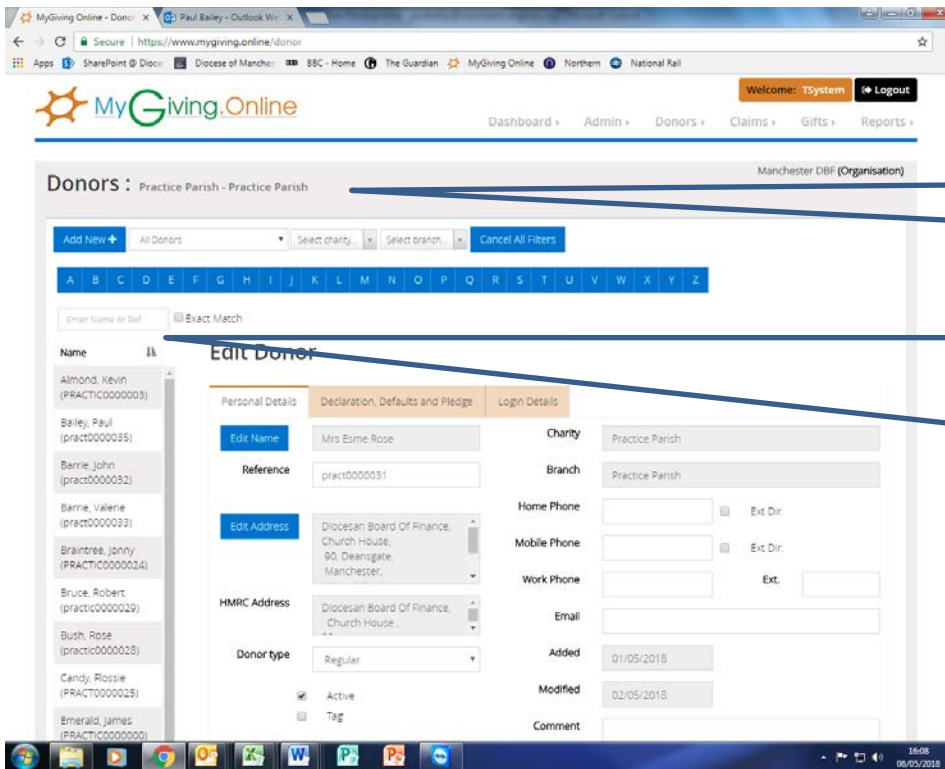 MyGiving Online - Donor
Paul Bailey - Outlook We
Secure | https://www.mygiving.online/donor
Apps SharePoint @ Dioce Diocese of Manches BBC - Home The Guardian MyGiving Online Northern National Rail
Welcome: TSystem Logout
MyGiving.Online
Dashboard Admin Donors Claims Gifts Reports
Manchester DBF (Organisation)
Donors : Practice Parish - Practice Parish
Add New + All Donors Select charity... Select branch... Cancel All Filters
A B C D E F G H I J K L M N O P Q R S T U V W X Y Z
Enter Name or Ref Exact Match
Name
Edit Donor
Almond, Kevin
(PRACTIC0000003)
Bailey, Paul
(pract0000035)
Barrie, John
(pract0000032)
Barrie, Valerie
(pract0000033)
Braintree, Jonny
(PRACTIC0000024)
Bruce, Robert
(practic0000029)
Bush, Rose
(practic0000028)
Candy, Flossie
(PRACT0000025)
Emerald, James
(PRACTIC0000000)
Personal Details Declaration, Defaults and Pledge Login Details
Edit Name Mrs Esme Rose
Reference pract0000031
Edit Address Diocesan Board Of Finance,
Church House,
90, Deansgate,
Manchester,
HMRC Address Diocesan Board Of Finance,
Church House ,
Donor type Regular
Active
Tag
Charity Practice Parish
Branch Practice Parish
Home Phone Ext Dir.
Mobile Phone Ext Dir.
Work Phone Ext.
Email
Added 01/05/2018
Modified 02/05/2018
Comment
16:08
08/05/2018